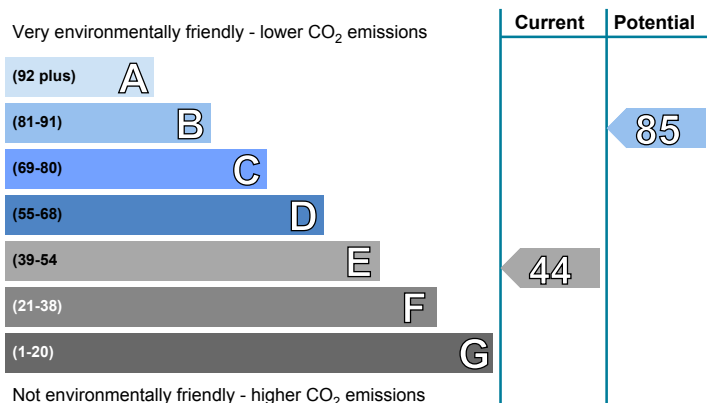 Very environmentally friendly - lower CO2 emissions
Current Potential
(92 plus) A
(81-91) B
85
(69-80) C
(55-68) D
(39-54 E
44
(21-38) F
(1-20) G
Not environmentally friendly - higher CO2 emissions